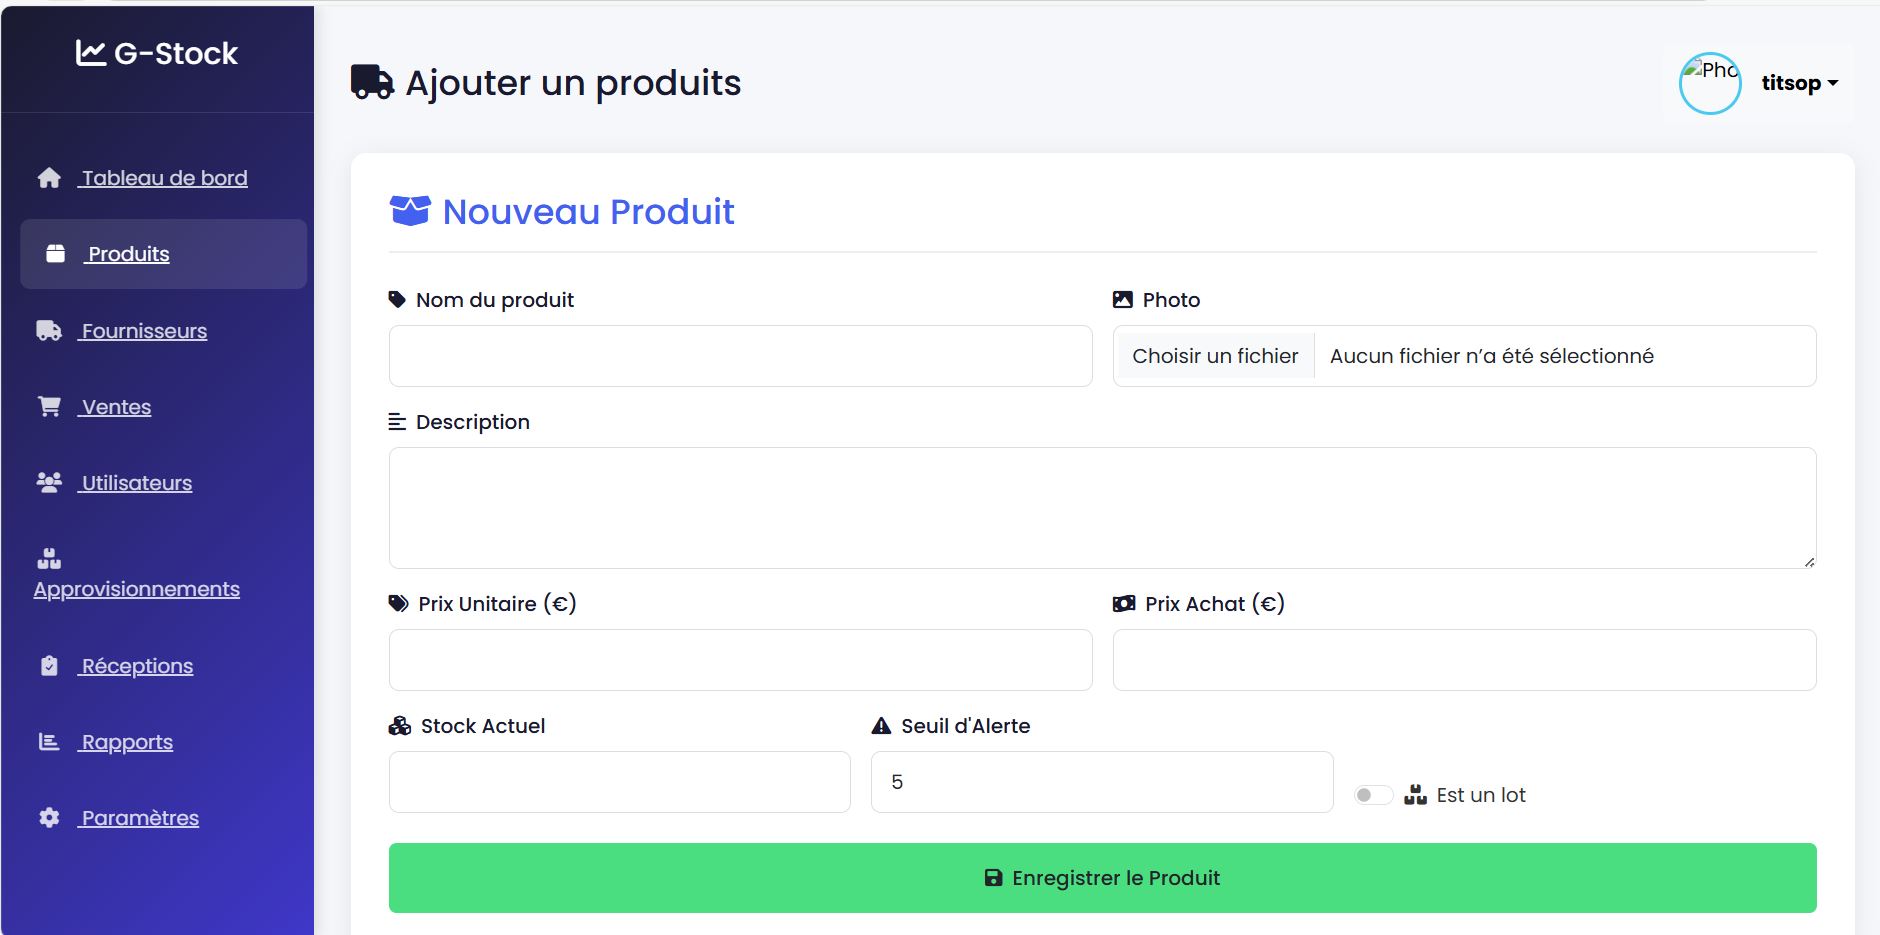 G-Stock
Ajouter un produits
Pho
titsop
Tableau de bord
Produits
Fournisseurs
Ventes
Utilisateurs
Approvisionnements
Réceptions
Rapports
Paramètres
Nouveau Produit
Nom du produit
Photo
Choisir un fichier Aucun fichier n’a été sélectionné
Description
Prix Unitaire (€)
Prix Achat (€)
Stock Actuel
Seuil d'Alerte
5
Est un lot
Enregistrer le Produit